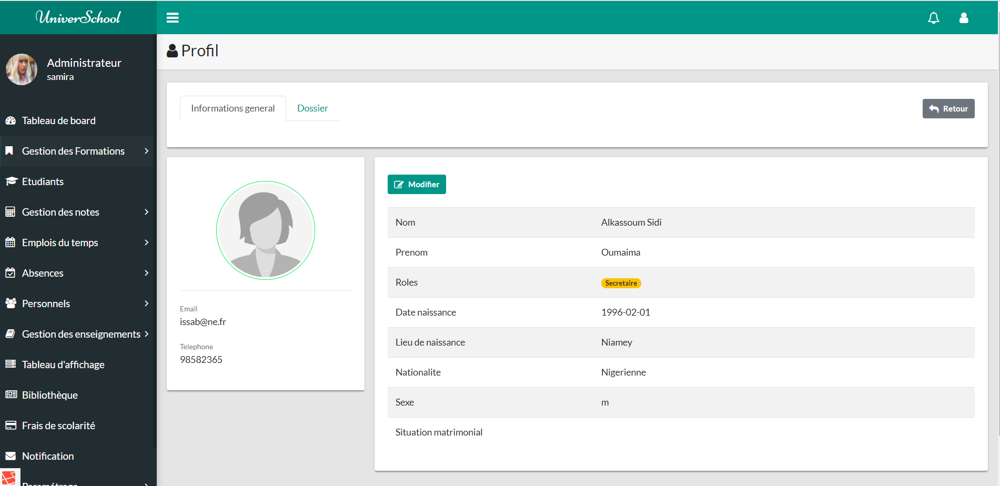 UniverSchool
Administrateur
samira
Tableau de board
Gestion des Formations
Etudiants
Gestion des notes
Emplois du temps
Absences
Personnels
Gestion des enseignements
Tableau d'affichage
Bibliothèque
Frais de scolarité
Notification
Paramétrage
Profil
Informations general
Dossier
Retour
Email
issab@ne.fr
Telephone
98582365
Modifier
Nom Alkassoum Sidi
Prenom Oumaima
Roles Secretaire
Date naissance 1996-02-01
Lieu de naissance Niamey
Nationalite Nigerienne
Sexe m
Situation matrimonial